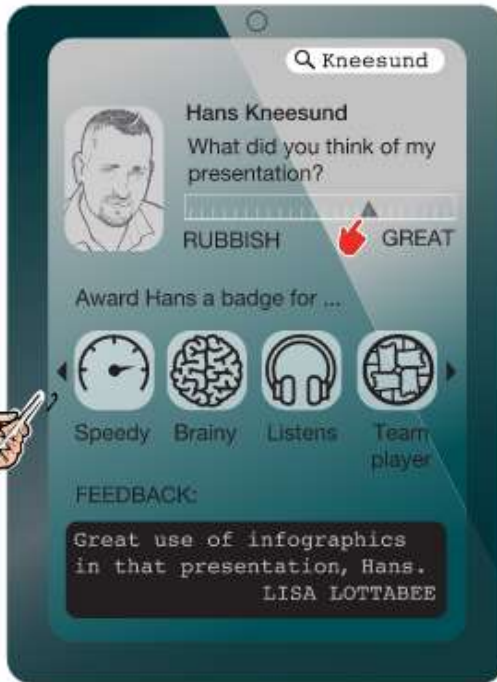 Kneesund
Hans Kneesund
What did you think of my
presentation?
RUBBISH GREAT
Award Hans a badge for ...
Speedy Brainy Listens Team
player
FEEDBACK:
Great use of infographics
in that presentation, Hans.
LISA LOTTABEE